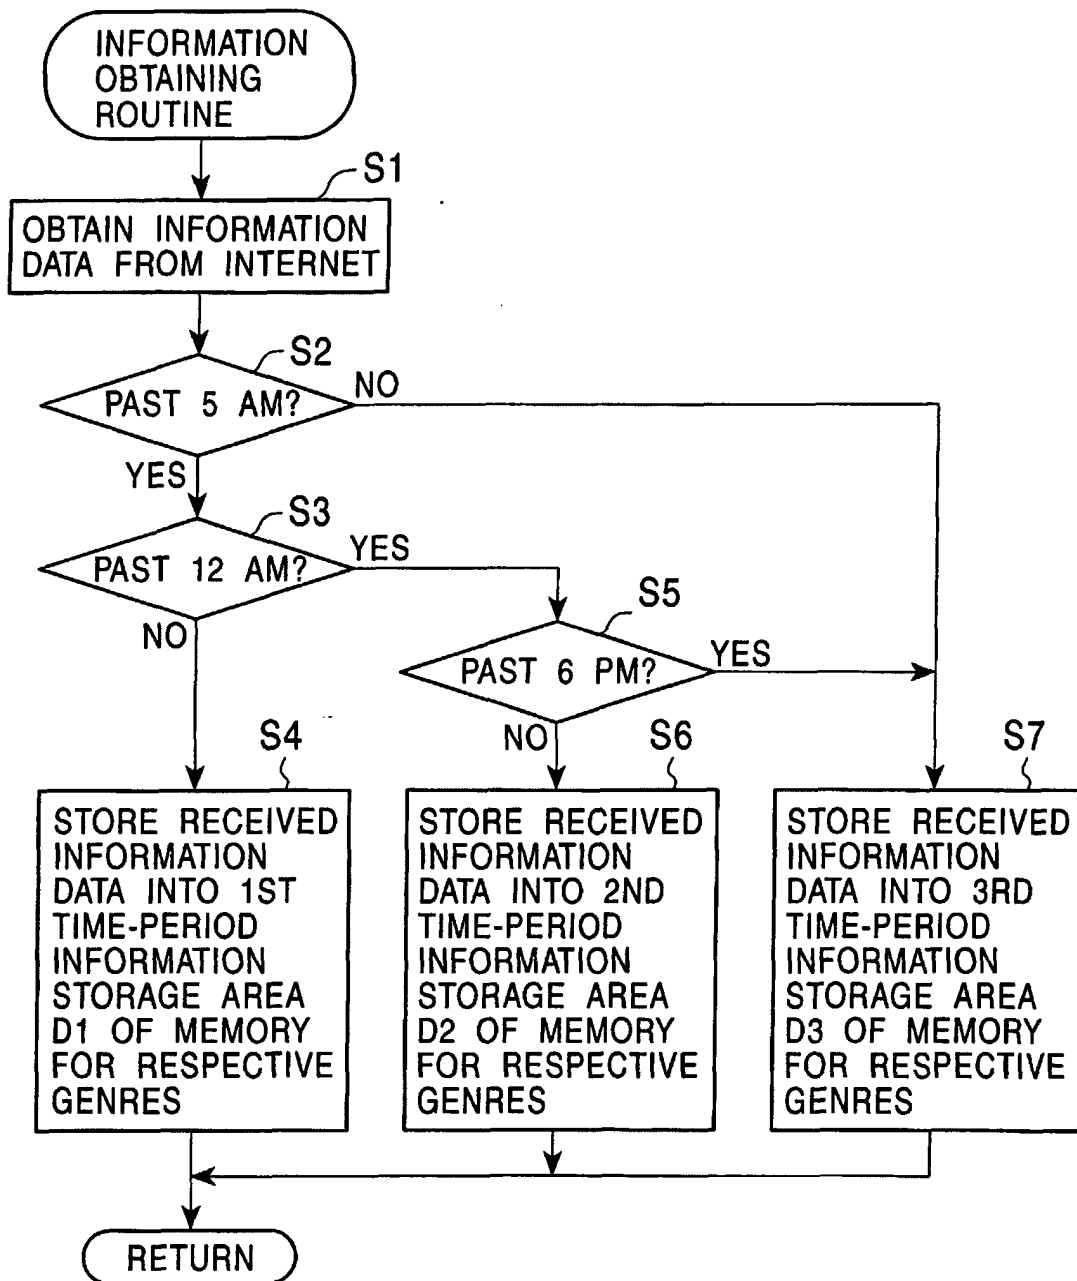 INFORMATION
OBTAINING
ROUTINE
S1
OBTAIN INFORMATION
DATA FROM INTERNET
S2
PAST 5 AM?
NO
YES
S3
PAST 12 AM?
YES
NO
S5
PAST 6 PM?
YES
NO
S4
STORE RECEIVED
INFORMATION
DATA INTO 1ST
TIME-PERIOD
INFORMATION
STORAGE AREA
D1 OF MEMORY
FOR RESPECTIVE
GENRES
S6
STORE RECEIVED
INFORMATION
DATA INTO 2ND
TIME-PERIOD
INFORMATION
STORAGE AREA
D2 OF MEMORY
FOR RESPECTIVE
GENRES
S7
STORE RECEIVED
INFORMATION
DATA INTO 3RD
TIME-PERIOD
INFORMATION
STORAGE AREA
D3 OF MEMORY
FOR RESPECTIVE
GENRES
RETURN